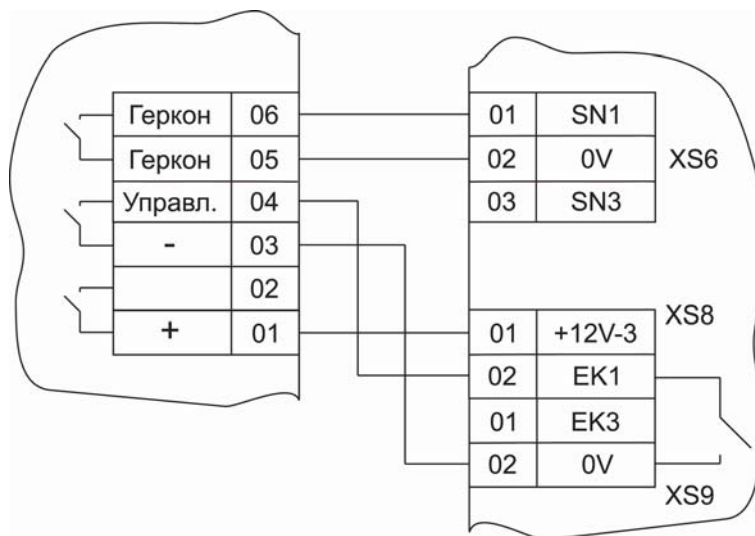 Геркон 06
Геркон 05
Управл. 04
- 03
02
+ 01
01 SN1
02 0V
03 SN3
XS6
XS8
01 +12V-3
02 EK1
01 EK3
02 0V
XS9